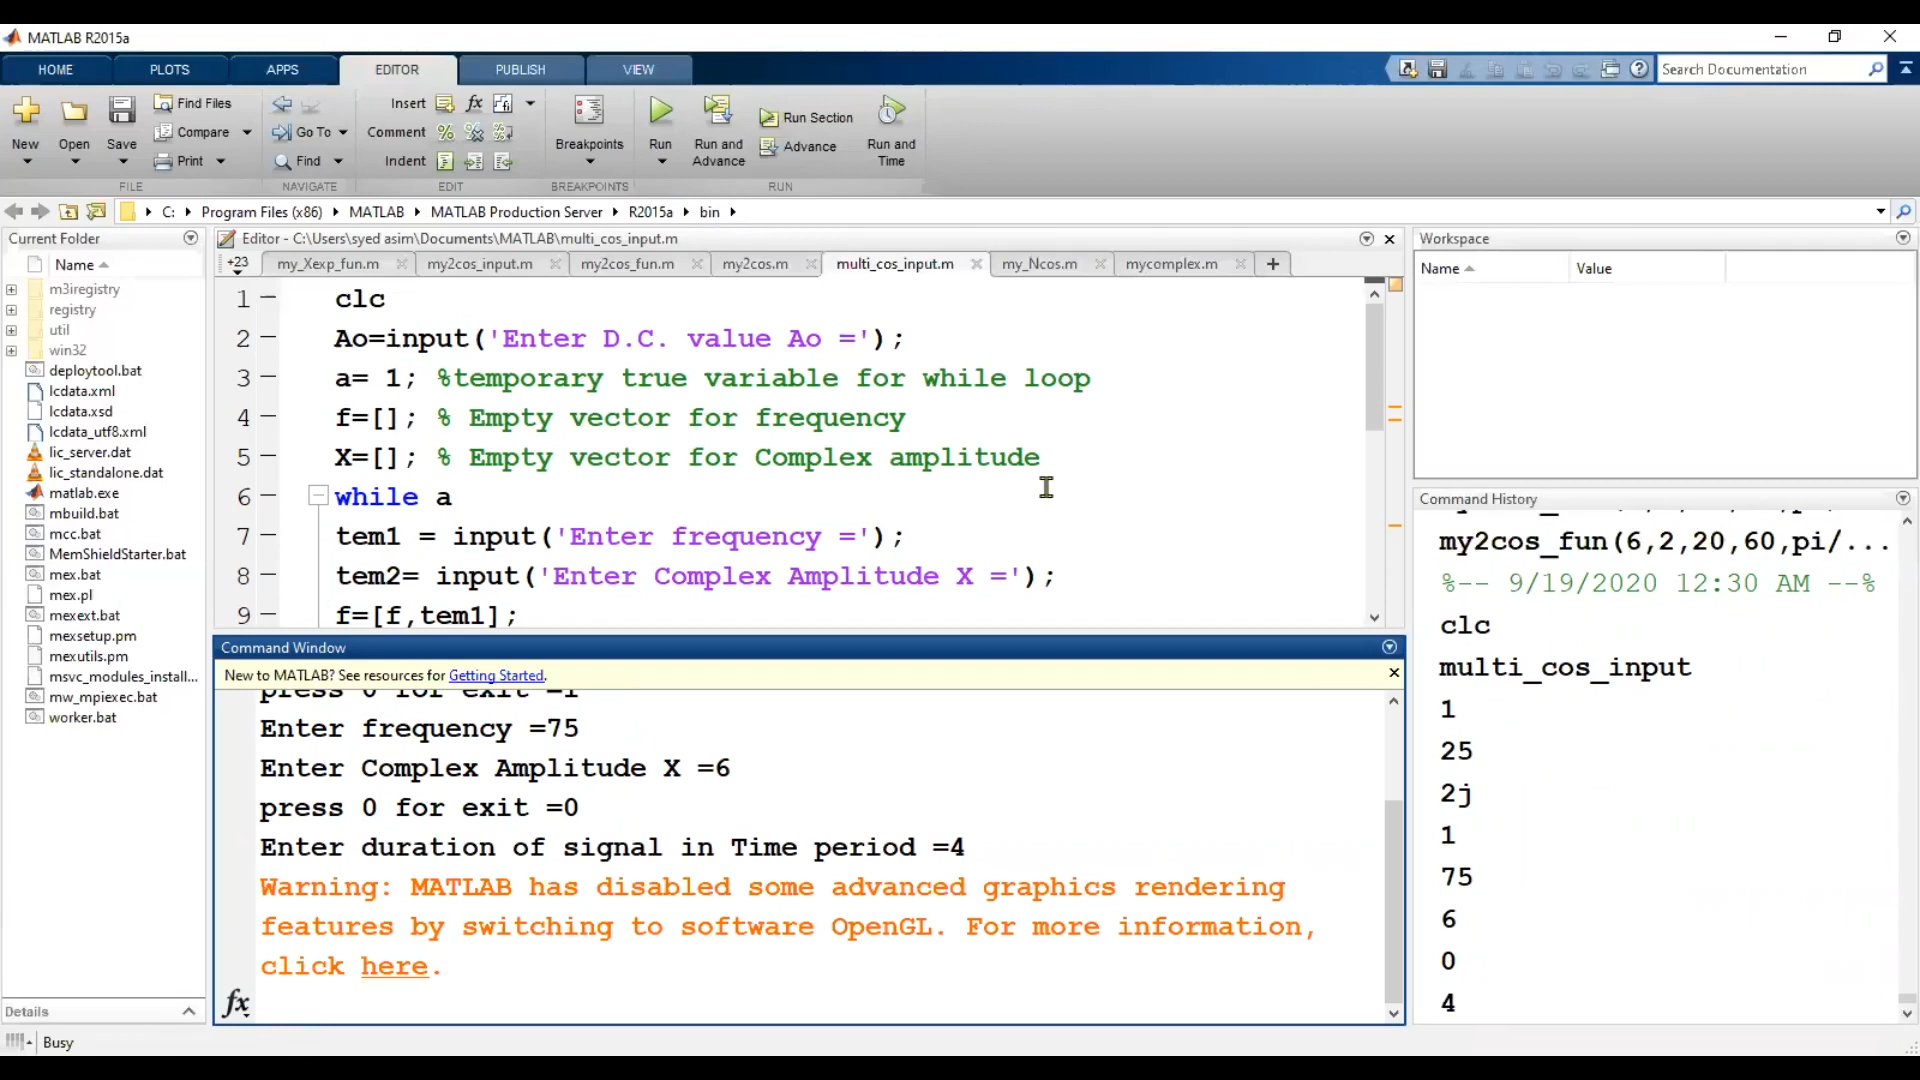 MATLAB R2015a
HOME PLOTS APPS EDITOR PUBLISH VIEW Search Documentation
Find Files Insert fx Run Section
New Open Save Compare Go To Comment Breakpoints Run Run and Advance Advance Run and Time
Print Find Indent
FILE NAVIGATE EDIT BREAKPOINTS RUN
C: Program Files (x86) MATLAB MATLAB Production Server R2015a bin
Current Folder
Name
m3iregistry
registry
util
win32
deploytool.bat
lcdata.xml
lcdata.xsd
lcdata_utf8.xml
lic_server.dat
lic_standalone.dat
matlab.exe
mbuild.bat
mcc.bat
MemShieldStarter.bat
mex.bat
mex.pl
mexext.bat
mexsetup.pm
mexutils.pm
msvc_modules_install...
mw_mpiexec.bat
worker.bat
Details
Editor - C:\Users\syed asim\Documents\MATLAB\multi_cos_input.m
+23 my_Xexp_fun.m my2cos_input.m my2cos_fun.m my2cos.m multi_cos_input.m my_Ncos.m mycomplex.m
1 clc
2 Ao=input('Enter D.C. value Ao =');
3 a= 1; %temporary true variable for while loop
4 f=[]; % Empty vector for frequency
5 X=[]; % Empty vector for Complex amplitude
6 while a
7 tem1 = input('Enter frequency =');
8 tem2= input('Enter Complex Amplitude X =');
9 f=[f,tem1];
Command Window
New to MATLAB? See resources for Getting Started.
press 0 for exit =1
Enter frequency =75
Enter Complex Amplitude X =6
press 0 for exit =0
Enter duration of signal in Time period =4
Warning: MATLAB has disabled some advanced graphics rendering
features by switching to software OpenGL. For more information,
click here.
fx
Workspace
Name Value
Command History
my2cos_fun(6,2,20,60,pi/...
%-- 9/19/2020 12:30 AM --%
clc
multi_cos_input
1
25
2j
1
75
6
0
4
Busy